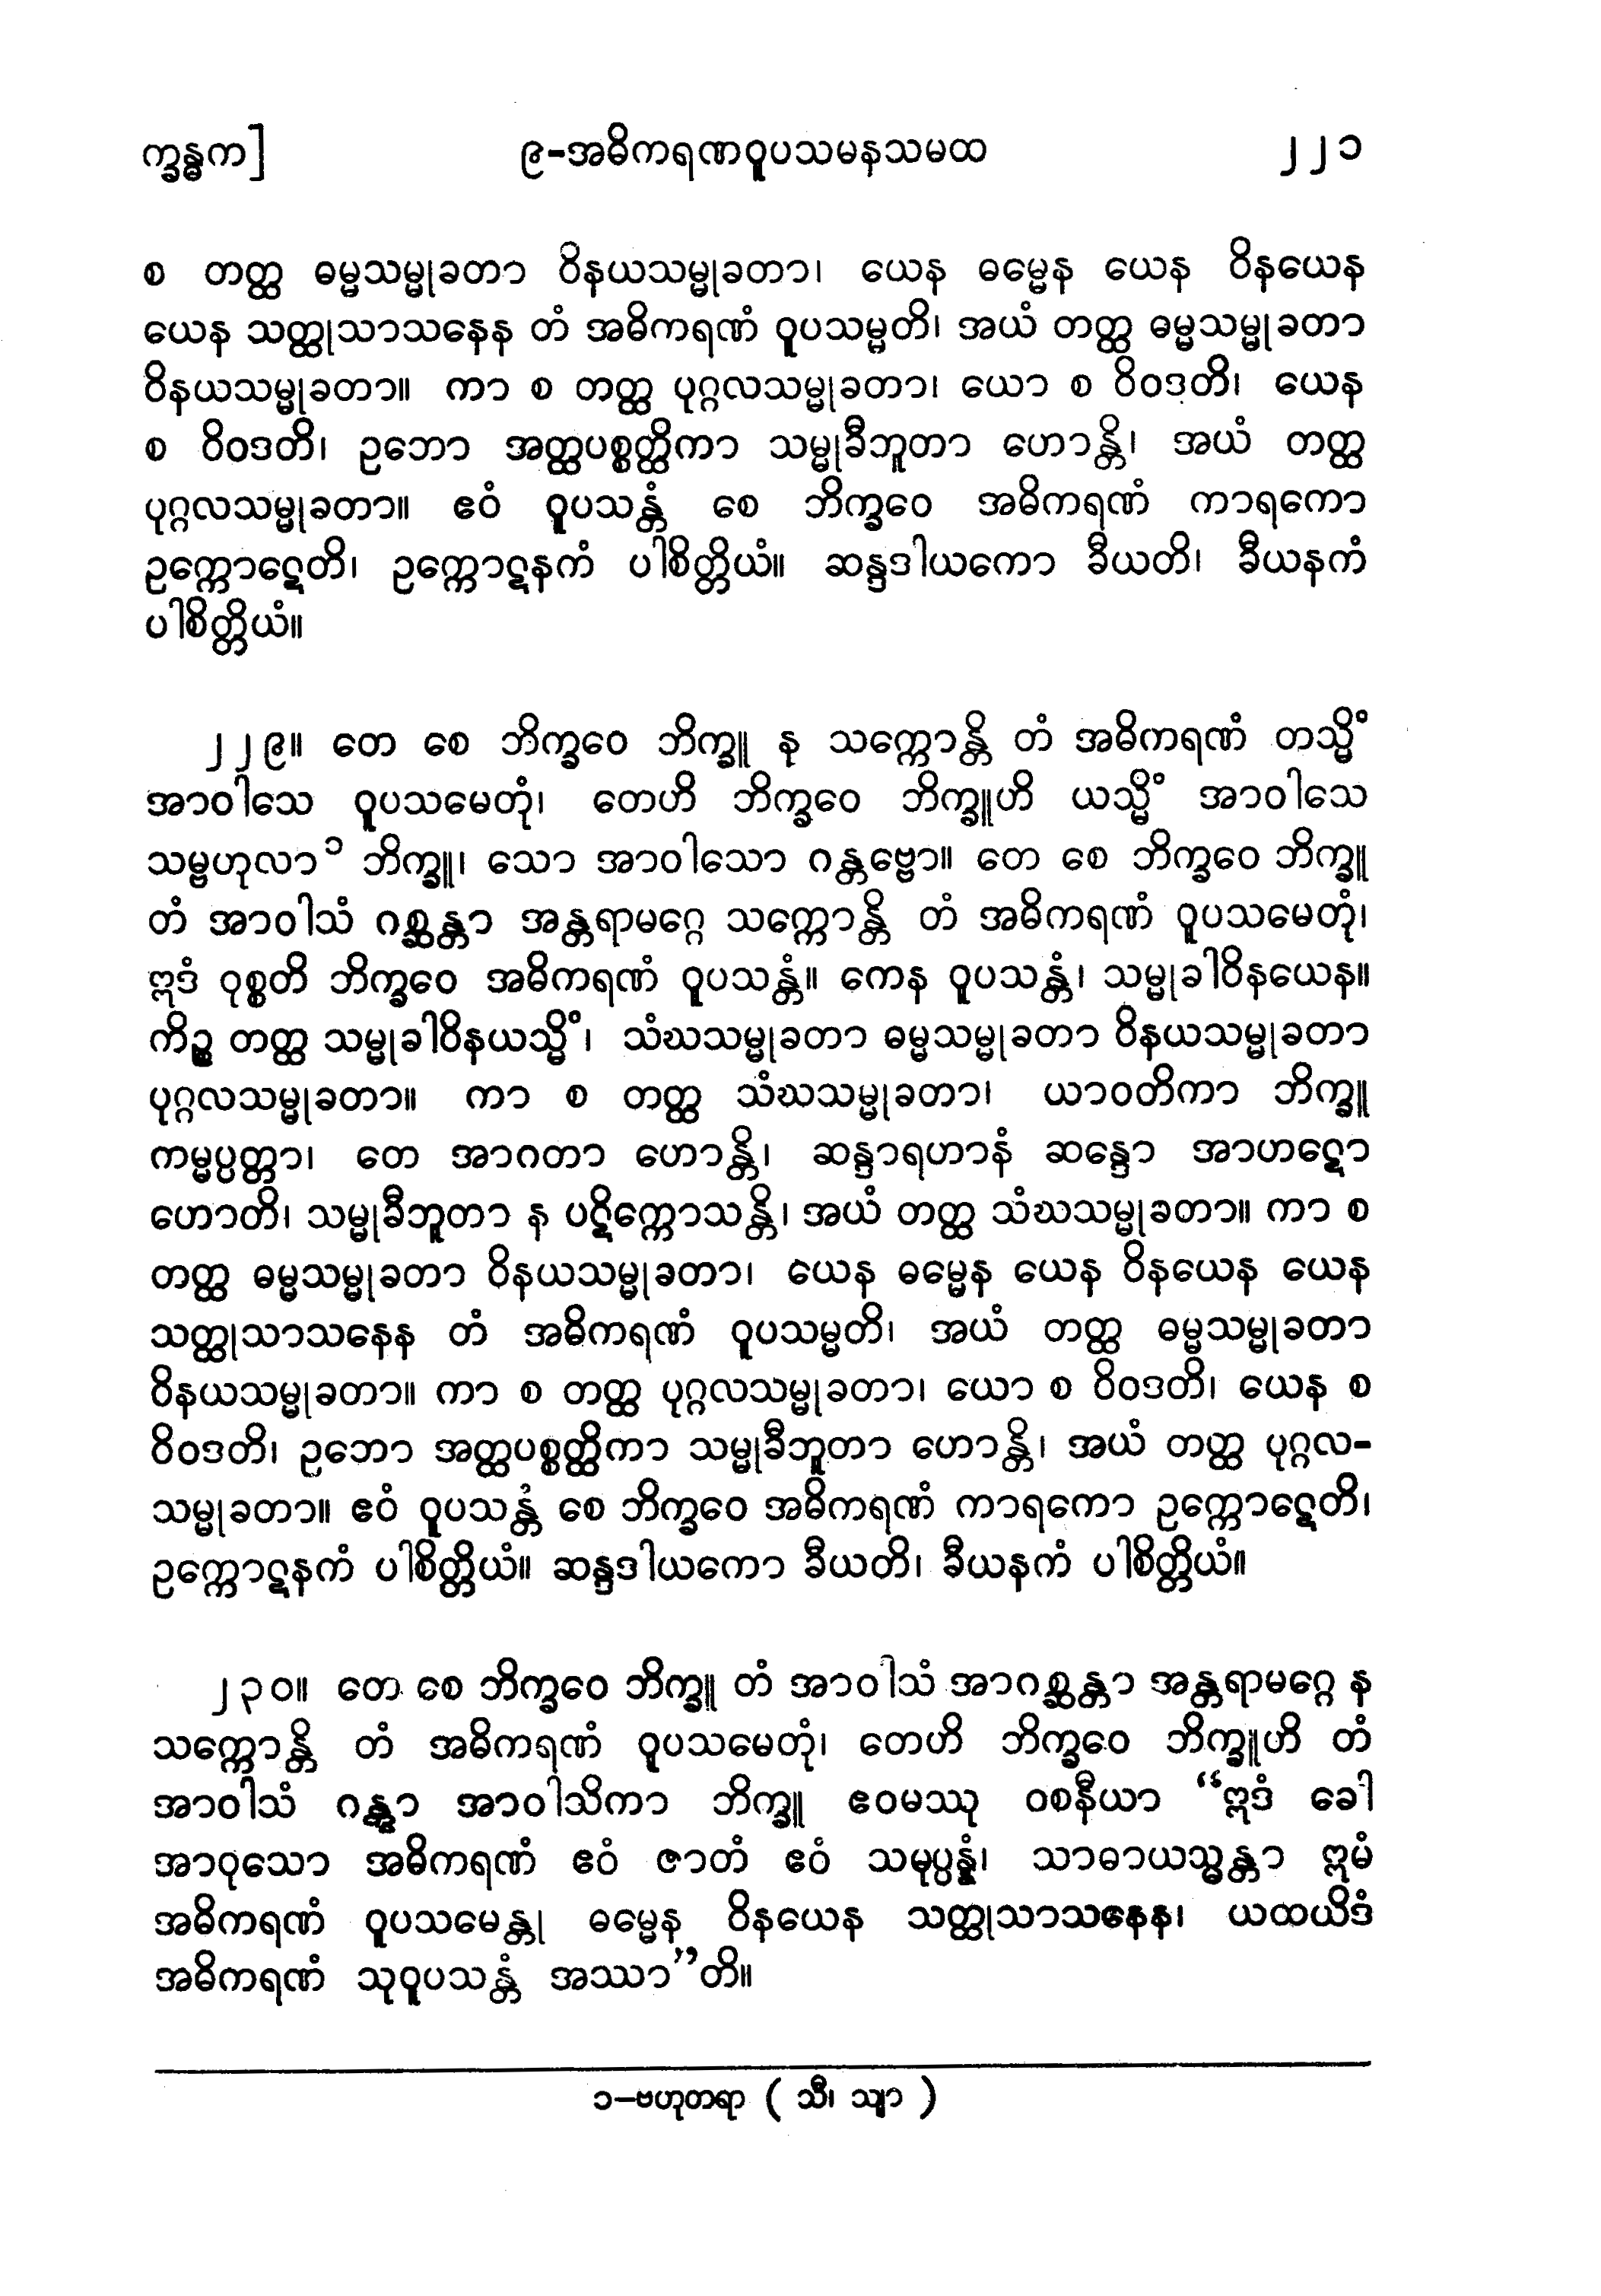 က္ခန္ဓက]
၉-အဓိကရဏဝူပသမနသမထ
၂၂၁
စ တတ္ထ ဓမ္မသမ္မုခတာ ဝိနယသမ္မုခတာ၊ ယေန ဓမ္မေန ယေန ဝိနယေန
ယေန သတ္ထုသာသနေန တံ အဓိကရဏံ ဝူပသမ္မတိ၊ အယံ တတ္ထ ဓမ္မသမ္မုခတာ
ဝိနယသမ္မုခတာ။ ကာ စ တတ္ထ ပုဂ္ဂလသမ္မုခတာ၊ ယော စ ဝိဝဒတိ၊ ယေန
စ ဝိဝဒတိ၊ ဥဘော အတ္ထပစ္စတ္ထိကာ သမ္မုခီဘူတာ ဟောန္တိ၊ အယံ တတ္ထ
ပုဂ္ဂလသမ္မုခတာ။ ဧဝံ ဝူပသန္တံ စေ ဘိက္ခဝေ အဓိကရဏံ ကာရကော
ဥက္ကောဋေတိ၊ ဥက္ကောဋနကံ ပါစိတ္တိယံ။ ဆန္ဒဒါယကော ခီယတိ၊ ခီယနကံ
ပါစိတ္တိယံ။
၂၂၉။ တေ စေ ဘိက္ခဝေ ဘိက္ခူ န သက္ကောန္တိ တံ အဓိကရဏံ တသ္မိံ
အာဝါသေ ဝူပသမေတုံ၊ တေဟိ ဘိက္ခဝေ ဘိက္ခူဟိ ယသ္မိံ အာဝါသေ
သမ္ဗဟုလာ၁ ဘိက္ခူ၊ သော အာဝါသော ဂန္တဗ္ဗော။ တေ စေ ဘိက္ခဝေ ဘိက္ခူ
တံ အာဝါသံ ဂစ္ဆန္တာ အန္တရာမဂ္ဂေ သက္ကောန္တိ တံ အဓိကရဏံ ဝူပသမေတုံ၊
ဣဒံ ဝုစ္စတိ ဘိက္ခဝေ အဓိကရဏံ ဝူပသန္တံ။ ကေန ဝူပသန္တံ၊ သမ္မုခါဝိနယေန။
ကိဉ္စ တတ္ထ သမ္မုခါဝိနယသ္မိံ၊ သံဃသမ္မုခတာ ဓမ္မသမ္မုခတာ ဝိနယသမ္မုခတာ
ပုဂ္ဂလသမ္မုခတာ။ ကာ စ တတ္ထ သံဃသမ္မုခတာ၊ ယာဝတိကာ ဘိက္ခူ
ကမ္မပ္ပတ္တာ၊ တေ အာဂတာ ဟောန္တိ၊ ဆန္ဒာရဟာနံ ဆန္ဒော အာဟဋော
ဟောတိ၊ သမ္မုခီဘူတာ န ပဋိက္ကောသန္တိ၊ အယံ တတ္ထ သံဃသမ္မုခတာ။ ကာ စ
တတ္ထ ဓမ္မသမ္မုခတာ ဝိနယသမ္မုခတာ၊ ယေန ဓမ္မေန ယေန ဝိနယေန ယေန
သတ္ထုသာသနေန တံ အဓိကရဏံ ဝူပသမ္မတိ၊ အယံ တတ္ထ ဓမ္မသမ္မုခတာ
ဝိနယသမ္မုခတာ။ ကာ စ တတ္ထ ပုဂ္ဂလသမ္မုခတာ၊ ယော စ ဝိဝဒတိ၊ ယေန စ
ဝိဝဒတိ၊ ဥဘော အတ္ထပစ္စတ္ထိကာ သမ္မုခီဘူတာ ဟောန္တိ၊ အယံ တတ္ထ ပုဂ္ဂလ-
သမ္မုခတာ။ ဧဝံ ဝူပသန္တံ စေ ဘိက္ခဝေ အဓိကရဏံ ကာရကော ဥက္ကောဋေတိ၊
ဥက္ကောဋနကံ ပါစိတ္တိယံ။ ဆန္ဒဒါယကော ခီယတိ၊ ခီယနကံ ပါစိတ္တိယံ။
၂၃၀။ တေ စေ ဘိက္ခဝေ ဘိက္ခူ တံ အာဝါသံ အာဂစ္ဆန္တာ အန္တရာမဂ္ဂေ န
သက္ကောန္တိ တံ အဓိကရဏံ ဝူပသမေတုံ၊ တေဟိ ဘိက္ခဝေ ဘိက္ခူဟိ တံ
အာဝါသံ ဂန္တွာ အာဝါသိကာ ဘိက္ခူ ဧဝမဿု ဝစနီယာ “ဣဒံ ခေါ
အာဝုသော အဓိကရဏံ ဧဝံ ဇာတံ ဧဝံ သမုပ္ပန္နံ၊ သာဓာယသ္မန္တာ ဣမံ
အဓိကရဏံ ဝူပသမေန္တု ဓမ္မေန ဝိနယေန သတ္ထုသာသနေန၊ ယထယိဒံ
အဓိကရဏံ သုဝူပသန္တံ အဿာ”တိ။
၁-ဗဟုတရာ ( သီ၊ သျာ )